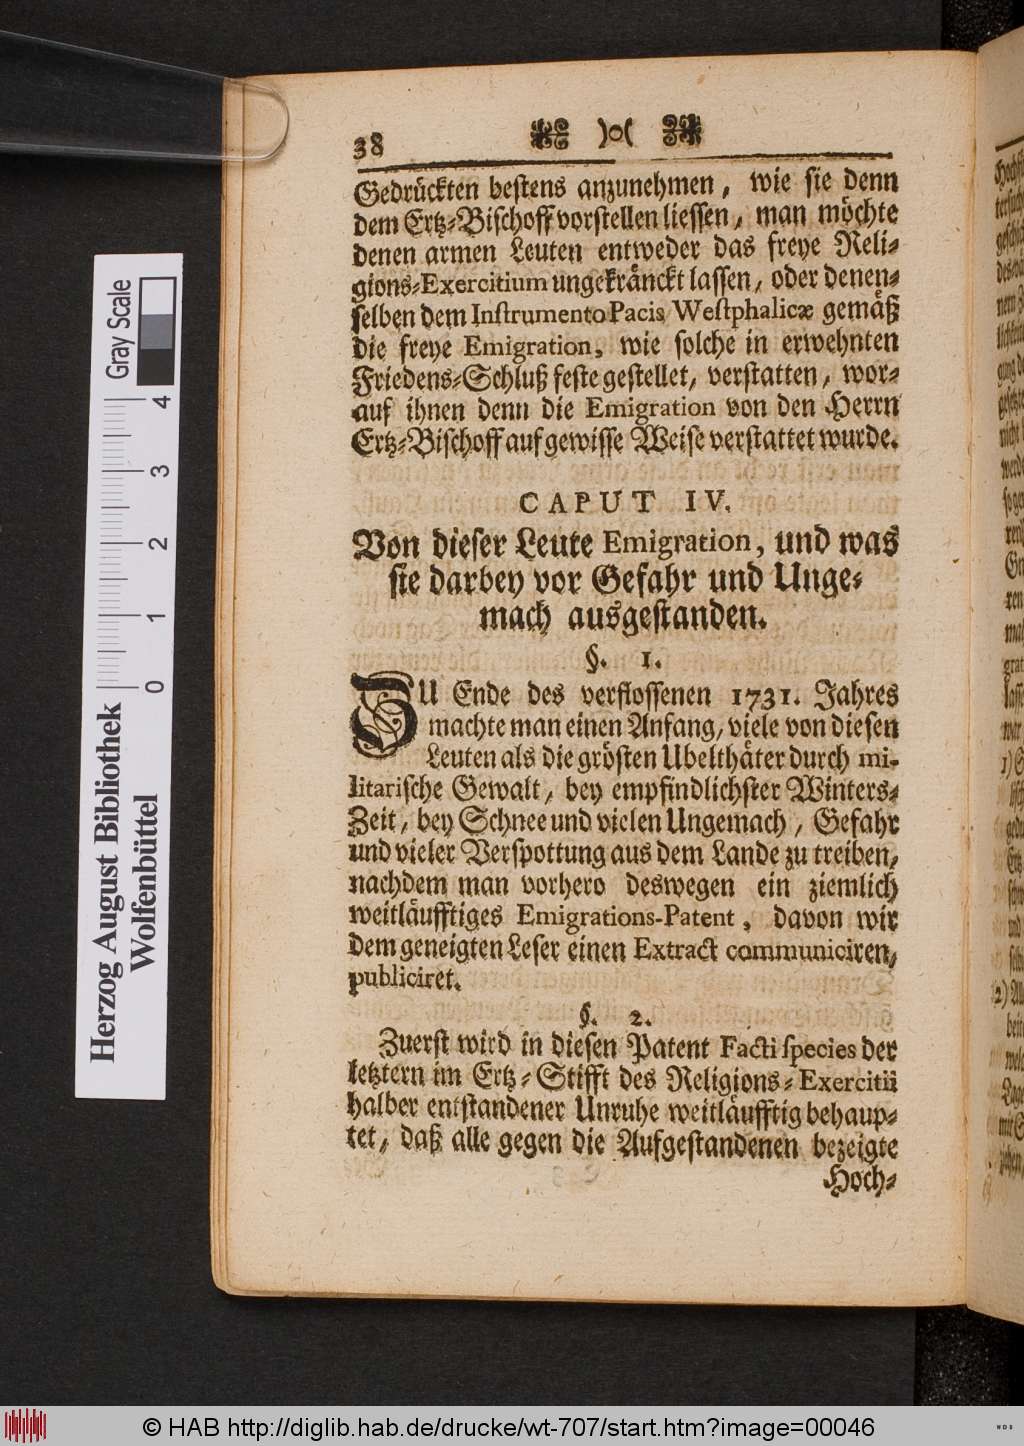 38 )o(
Gedrückten bestens anzunehmen, wie sie denn
dem Ertz-Bischoff vorstellen liessen, man möchte
denen armen Leuten entweder das freye Reli-
gions-Exercitium ungekränckt lassen, oder denen-
selben dem Instrumento Pacis Westphalicæ gemäß
die freye Emigration, wie solche in erwehnten
Friedens-Schluß feste gestellet, verstatten, wor-
auf ihnen denn die Emigration von den Herrn
Ertz-Bischoff auf gewisse Weise verstattet wurde.
CAPUT IV.
Von dieser Leute Emigration, und was
sie darbey vor Gefahr und Unge-
mach ausgestanden.
§. 1.
ZU Ende des verflossenen 1731. Jahres
machte man einen Anfang, viele von diesen
Leuten als die grösten Ubelthäter durch mi-
litarische Gewalt, bey empfindlichster Winters-
Zeit, bey Schnee und vielen Ungemach, Gefahr
und vieler Verspottung aus dem Lande zu treiben,
nachdem man vorhero deswegen ein ziemlich
weitläufftiges Emigrations-Patent, davon wir
dem geneigten Leser einen Extract communiciren,
publiciret.
§. 2.
Zuerst wird in diesen Patent Facti species der
letztern im Ertz-Stifft des Religions-Exercitii
halber entstandener Unruhe weitläufftig behaup-
tet, daß alle gegen die Aufgestandenen bezeigte
Hoch-
Herzog August Bibliothek
Wolfenbüttel
Gray Scale
0 1 2 3 4
© HAB http://diglib.hab.de/drucke/wt-707/start.htm?image=00046